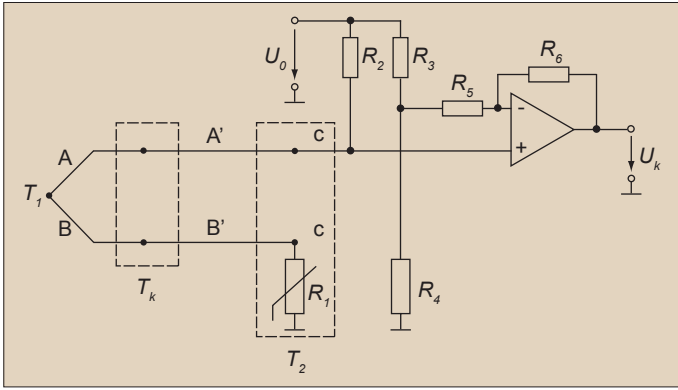 U₀
R₂
R₃
R₅
R₆
-
+
Uₖ
A
A'
c
T₁
B
B'
c
Tₖ
R₁
R₄
T₂